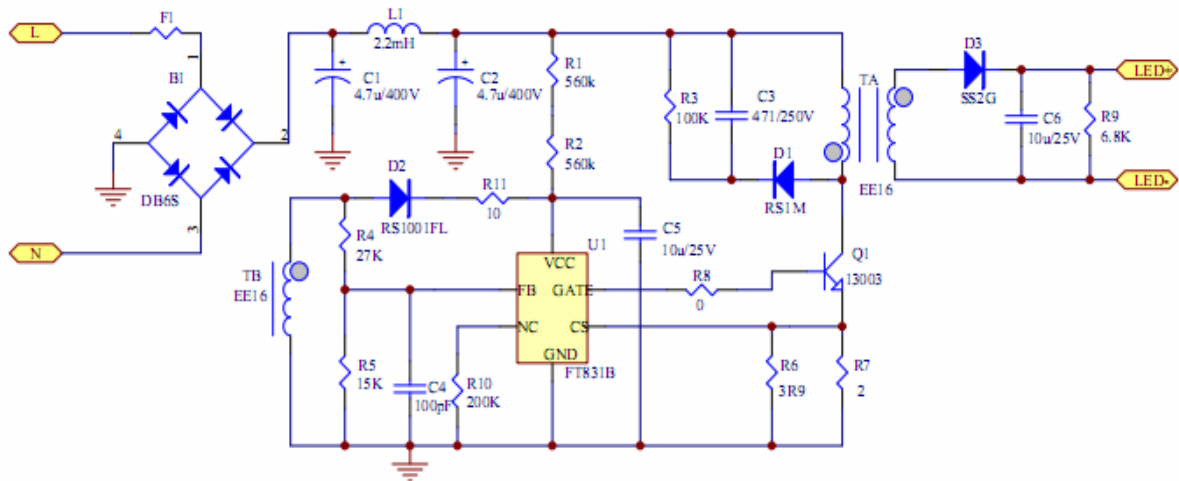 L
F1
1
B1
4
2
3
DB6S
N
L1
2.2mH
+
C1
4.7u/400V
+
C2
4.7u/400V
R1
560k
R2
560k
R3
100K
C3
471/250V
D1
RS1M
TA
EE16
D3
SS2G
C6
10u/25V
R9
6.8K
LED+
LED-
D2
RS1001FL
R11
10
R4
27K
TB
EE16
R5
15K
C4
100pF
R10
200K
U1
VCC
FB
GATE
NC
CS
GND
FT831B
C5
10u/25V
R8
0
Q1
13003
R6
3R9
R7
2